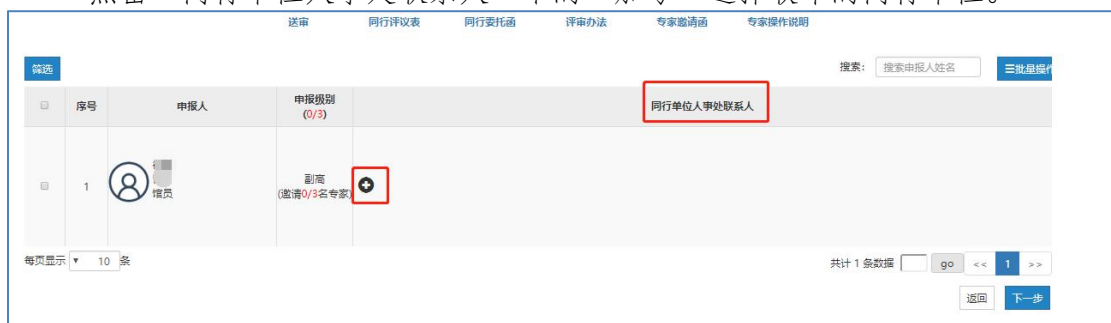 送审 同行评议表 同行委托函 评审办法 专家邀请函 专家操作说明
筛选 搜索: 搜索申报人姓名 ☰批量操作
序号 申报人 申报级别 同行单位人事处联系人
(0/3)
1 馆员 副高
(邀请0/3名专家)
每页显示 10 条 共计 1 条数据 go << 1 >>
返回 下一步